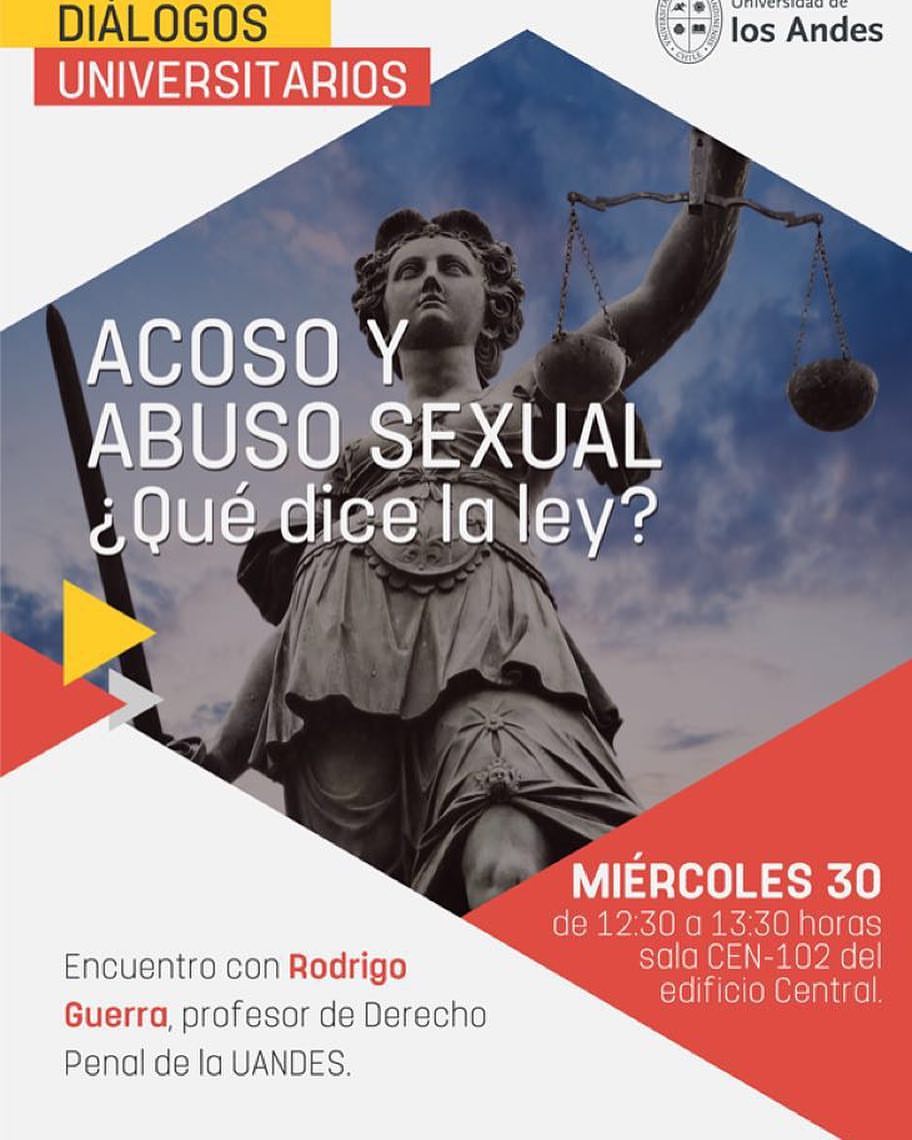 DIÁLOGOS
UNIVERSITARIOS
Universidad de
los Andes
ACOSO Y
ABUSO SEXUAL
¿Qué dice la ley?
MIÉRCOLES 30
de 12:30 a 13:30 horas
sala CEN-102 del
edificio Central.
Encuentro con Rodrigo
Guerra, profesor de Derecho
Penal de la UANDES.